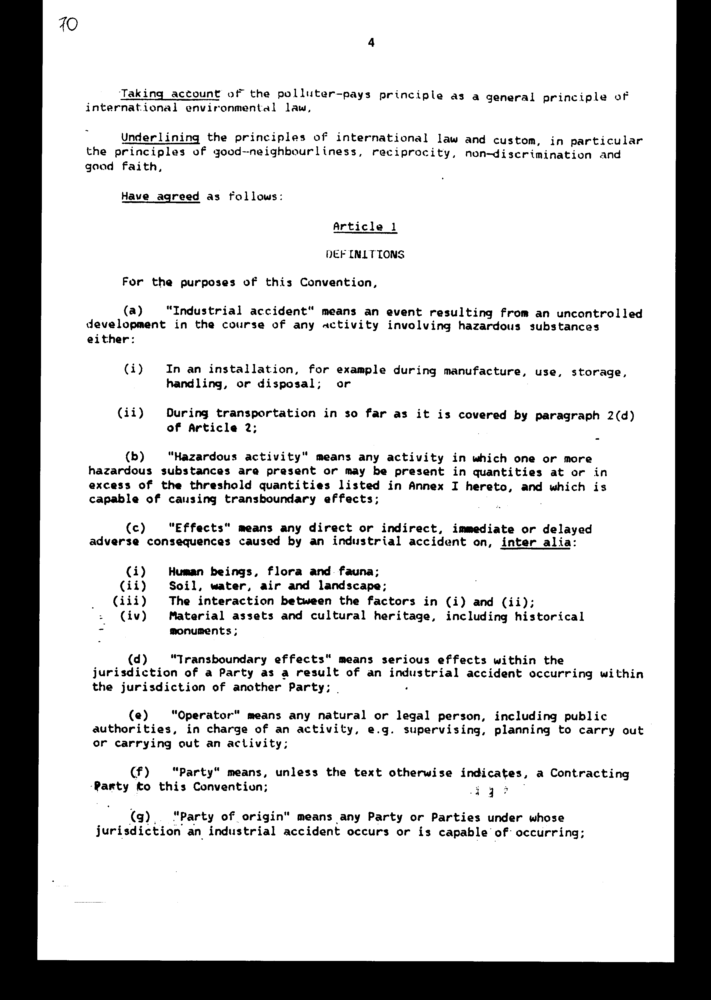 70
4
Taking account of the polluter-pays principle as a general principle of
international environmental law,
Underlining the principles of international law and custom, in particular
the principles of good-neighbourliness, reciprocity, non-discrimination and
good faith,
Have agreed as follows:
Article 1
DEFINITIONS
For the purposes of this Convention,
(a) "Industrial accident" means an event resulting from an uncontrolled
development in the course of any activity involving hazardous substances
either:
(i) In an installation, for example during manufacture, use, storage,
handling, or disposal; or
(ii) During transportation in so far as it is covered by paragraph 2(d)
of Article 2;
(b) "Hazardous activity" means any activity in which one or more
hazardous substances are present or may be present in quantities at or in
excess of the threshold quantities listed in Annex I hereto, and which is
capable of causing transboundary effects;
(c) "Effects" means any direct or indirect, immediate or delayed
adverse consequences caused by an industrial accident on, inter alia:
(i) Human beings, flora and fauna;
(ii) Soil, water, air and landscape;
(iii) The interaction between the factors in (i) and (ii);
(iv) Material assets and cultural heritage, including historical
monuments;
(d) "Transboundary effects" means serious effects within the
jurisdiction of a Party as a result of an industrial accident occurring within
the jurisdiction of another Party;
(e) "Operator" means any natural or legal person, including public
authorities, in charge of an activity, e.g. supervising, planning to carry out
or carrying out an activity;
(f) "Party" means, unless the text otherwise indicates, a Contracting
Party to this Convention;
(g) "Party of origin" means any Party or Parties under whose
jurisdiction an industrial accident occurs or is capable of occurring;